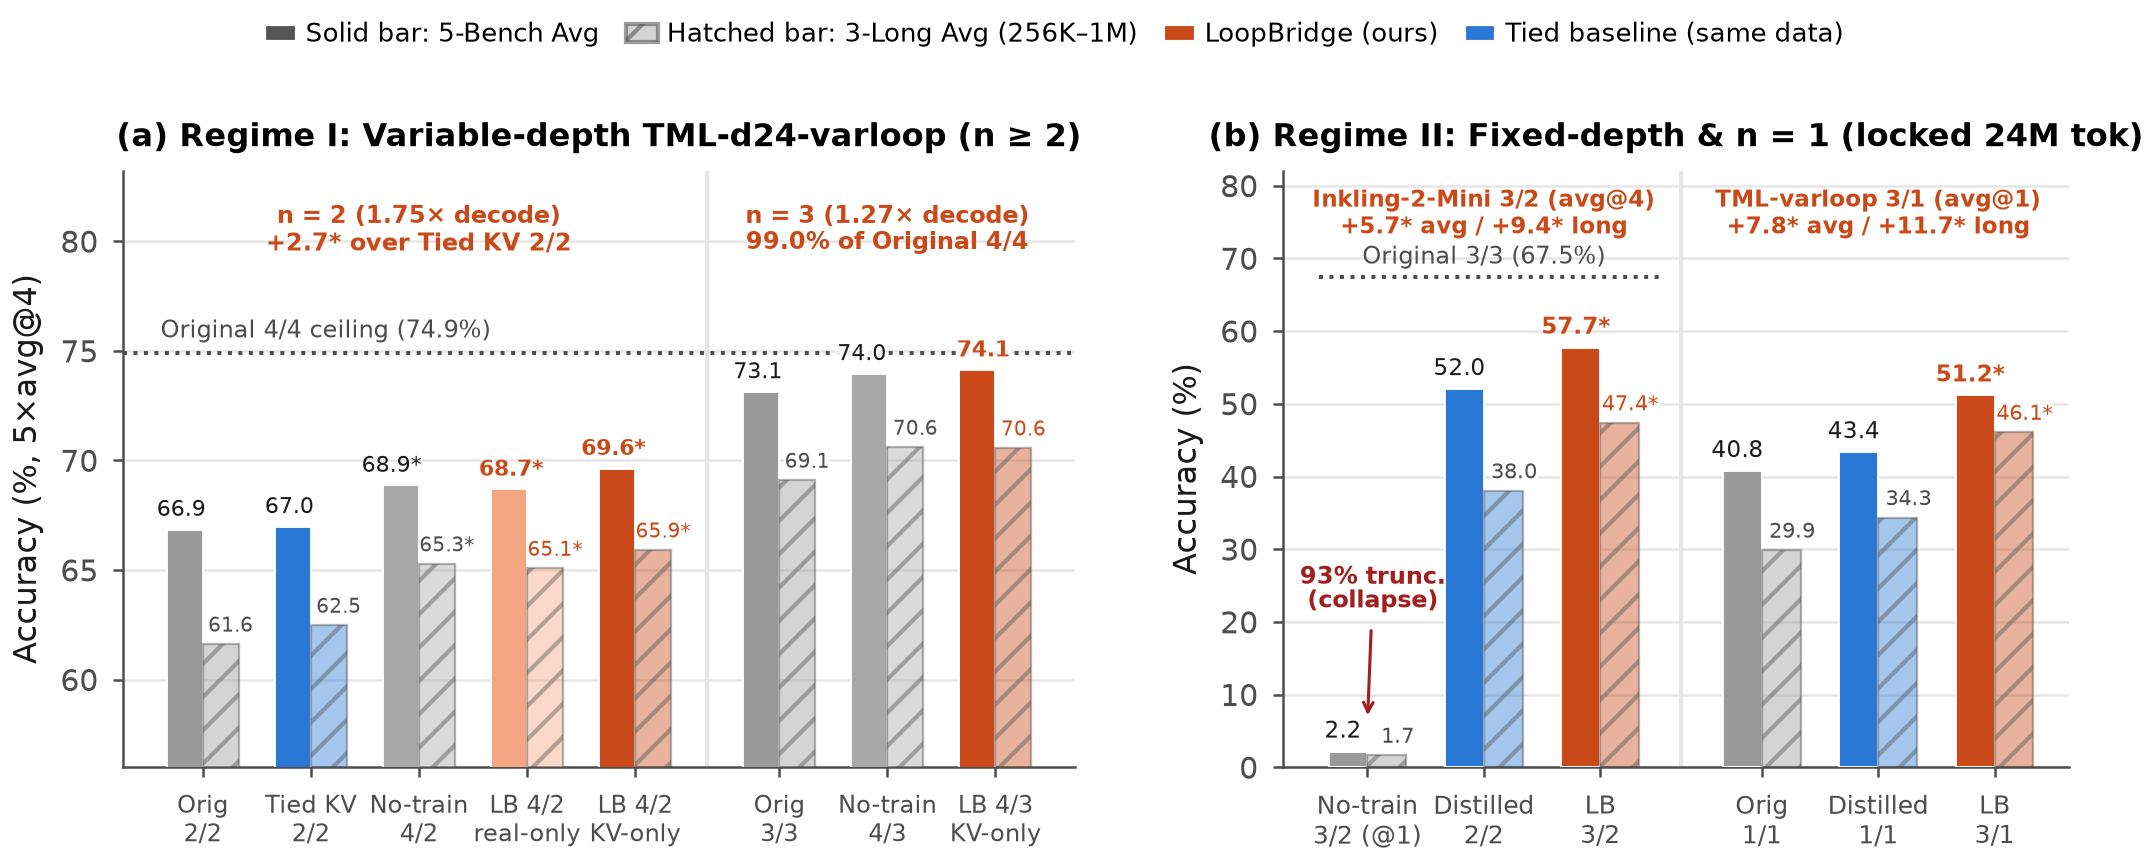 Solid bar: 5-Bench Avg
Hatched bar: 3-Long Avg (256K–1M)
LoopBridge (ours)
Tied baseline (same data)
(a) Regime I: Variable-depth TML-d24-varloop (n ≥ 2)
n = 2 (1.75× decode)
+2.7* over Tied KV 2/2
n = 3 (1.27× decode)
99.0% of Original 4/4
Original 4/4 ceiling (74.9%)
Accuracy (%, 5×avg@4)
80
75
70
65
60
66.9
61.6
67.0
62.5
68.9*
65.3*
68.7*
65.1*
69.6*
65.9*
73.1
69.1
74.0
70.6
74.1
70.6
Orig
2/2
Tied KV
2/2
No-train
4/2
LB 4/2
real-only
LB 4/2
KV-only
Orig
3/3
No-train
4/3
LB 4/3
KV-only
(b) Regime II: Fixed-depth & n = 1 (locked 24M tok)
Inkling-2-Mini 3/2 (avg@4)
+5.7* avg / +9.4* long
Original 3/3 (67.5%)
TML-varloop 3/1 (avg@1)
+7.8* avg / +11.7* long
Accuracy (%)
80
70
60
50
40
30
20
10
0
93% trunc.
(collapse)
2.2
1.7
52.0
38.0
57.7*
47.4*
40.8
29.9
43.4
34.3
51.2*
46.1*
No-train
3/2 (@1)
Distilled
2/2
LB
3/2
Orig
1/1
Distilled
1/1
LB
3/1